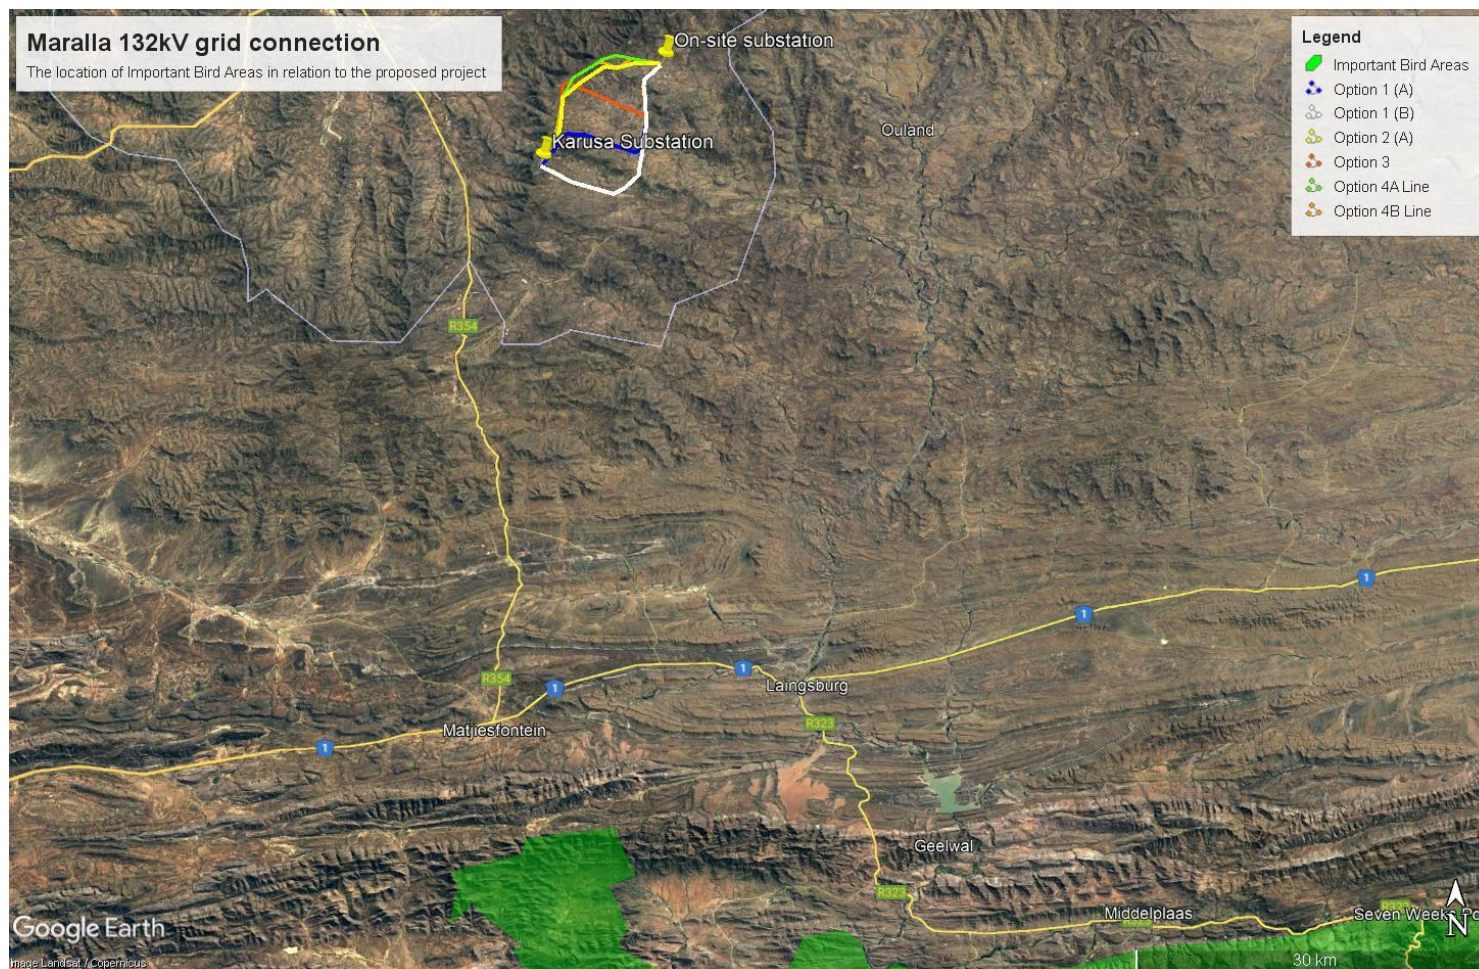 Maralla 132kV grid connection
The location of Important Bird Areas in relation to the proposed project
On-site substation
Karusa Substation
Ouland
Legend
Important Bird Areas
Option 1 (A)
Option 1 (B)
Option 2 (A)
Option 3
Option 4A Line
Option 4B Line
R354
1
1
1
R354
1
Laingsburg
Matjiesfontein
1
R323
Geelwal
R323
Middelplaas
R323
Seven Weeks Po
N
Google Earth
Image Landsat / Copernicus
30 km